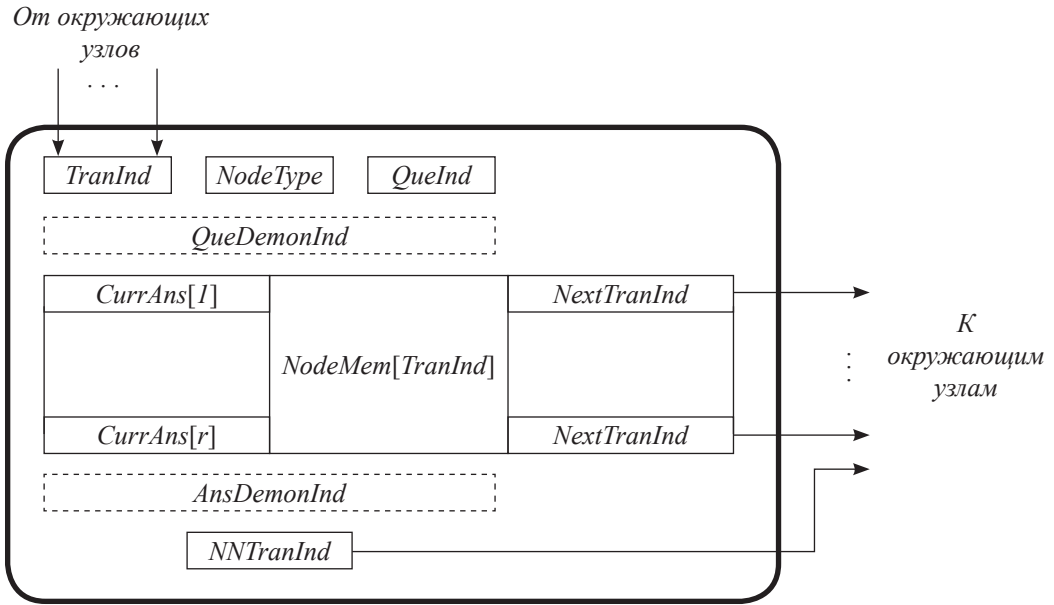 От окружающих
узлов
. . .
TranInd NodeType QueInd
QueDemonInd
CurrAns[1] NextTranInd
NodeMem[TranInd]
К
окружающим
узлам
CurrAns[r] NextTranInd
AnsDemonInd
NNTranInd